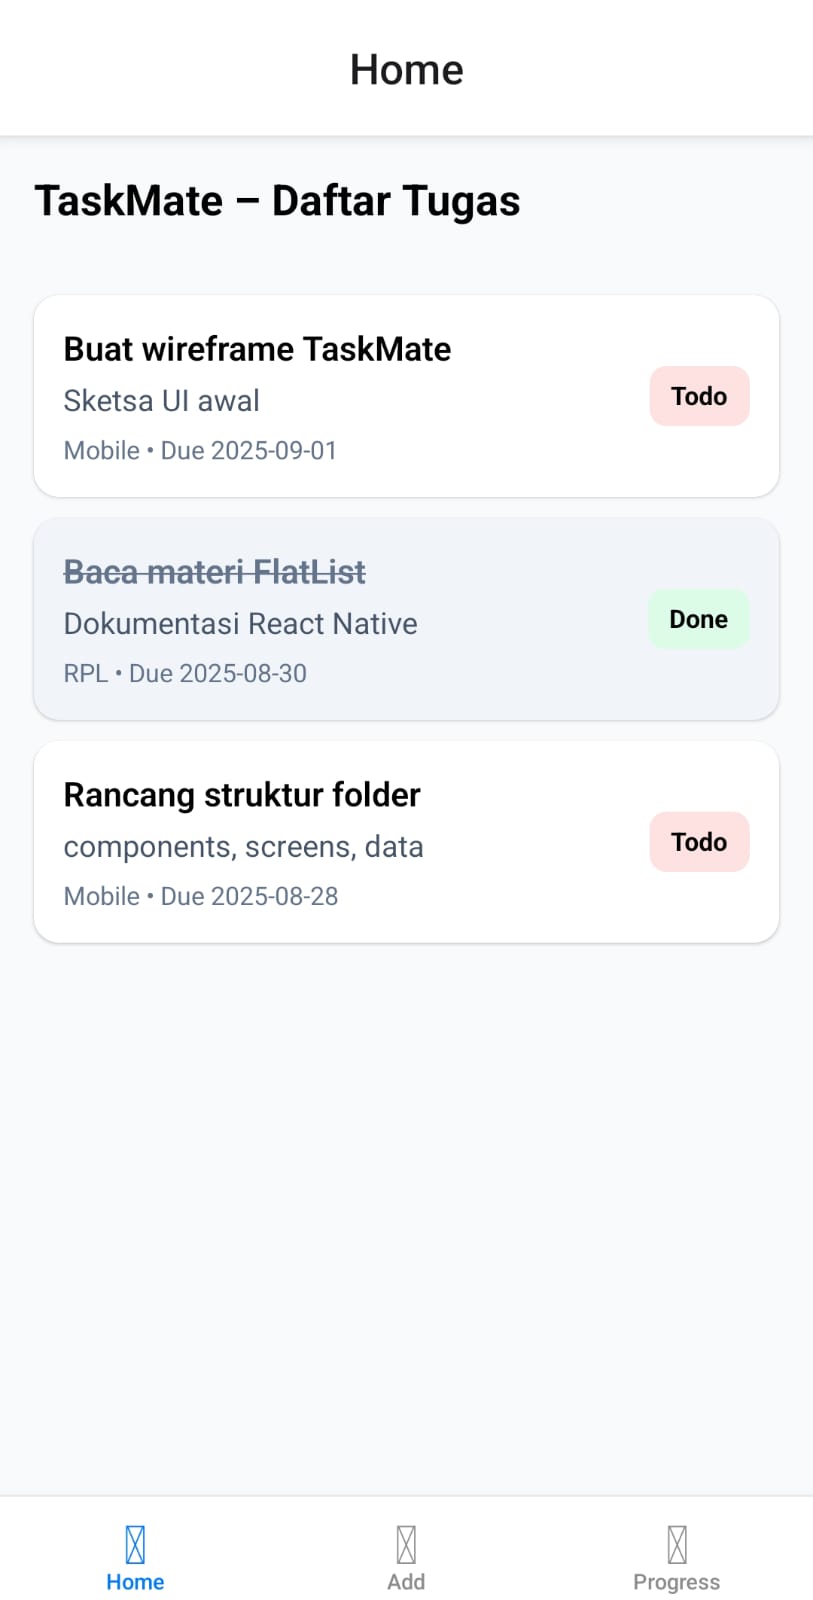 Home
TaskMate – Daftar Tugas
Buat wireframe TaskMate
Sketsa UI awal
Mobile • Due 2025-09-01
Todo
Baca materi FlatList
Dokumentasi React Native
RPL • Due 2025-08-30
Done
Rancang struktur folder
components, screens, data
Mobile • Due 2025-08-28
Todo
Home
Add
Progress